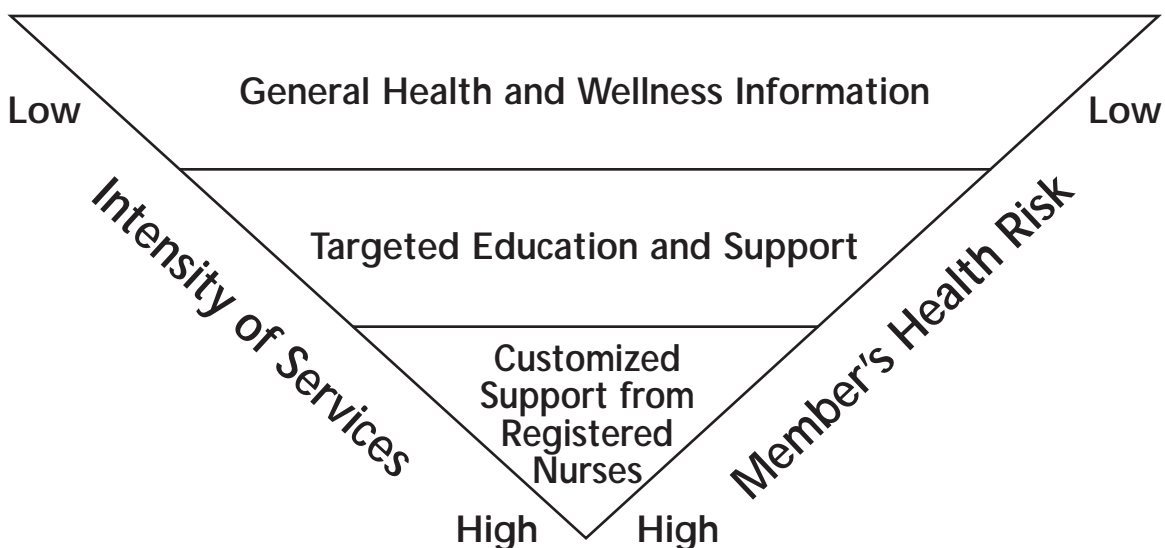 General Health and Wellness Information
Low
Low
Intensity of Services
Member's Health Risk
Targeted Education and Support
Customized
Support from
Registered
Nurses
High
High